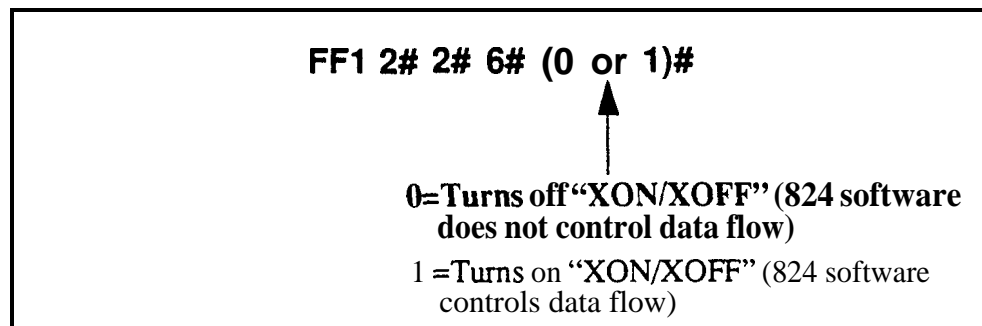 FF1 2# 2# 6# (0 or 1)#
0=Turns off “XON/XOFF” (824 software
does not control data flow)
1 =Turns on “XON/XOFF” (824 software
controls data flow)